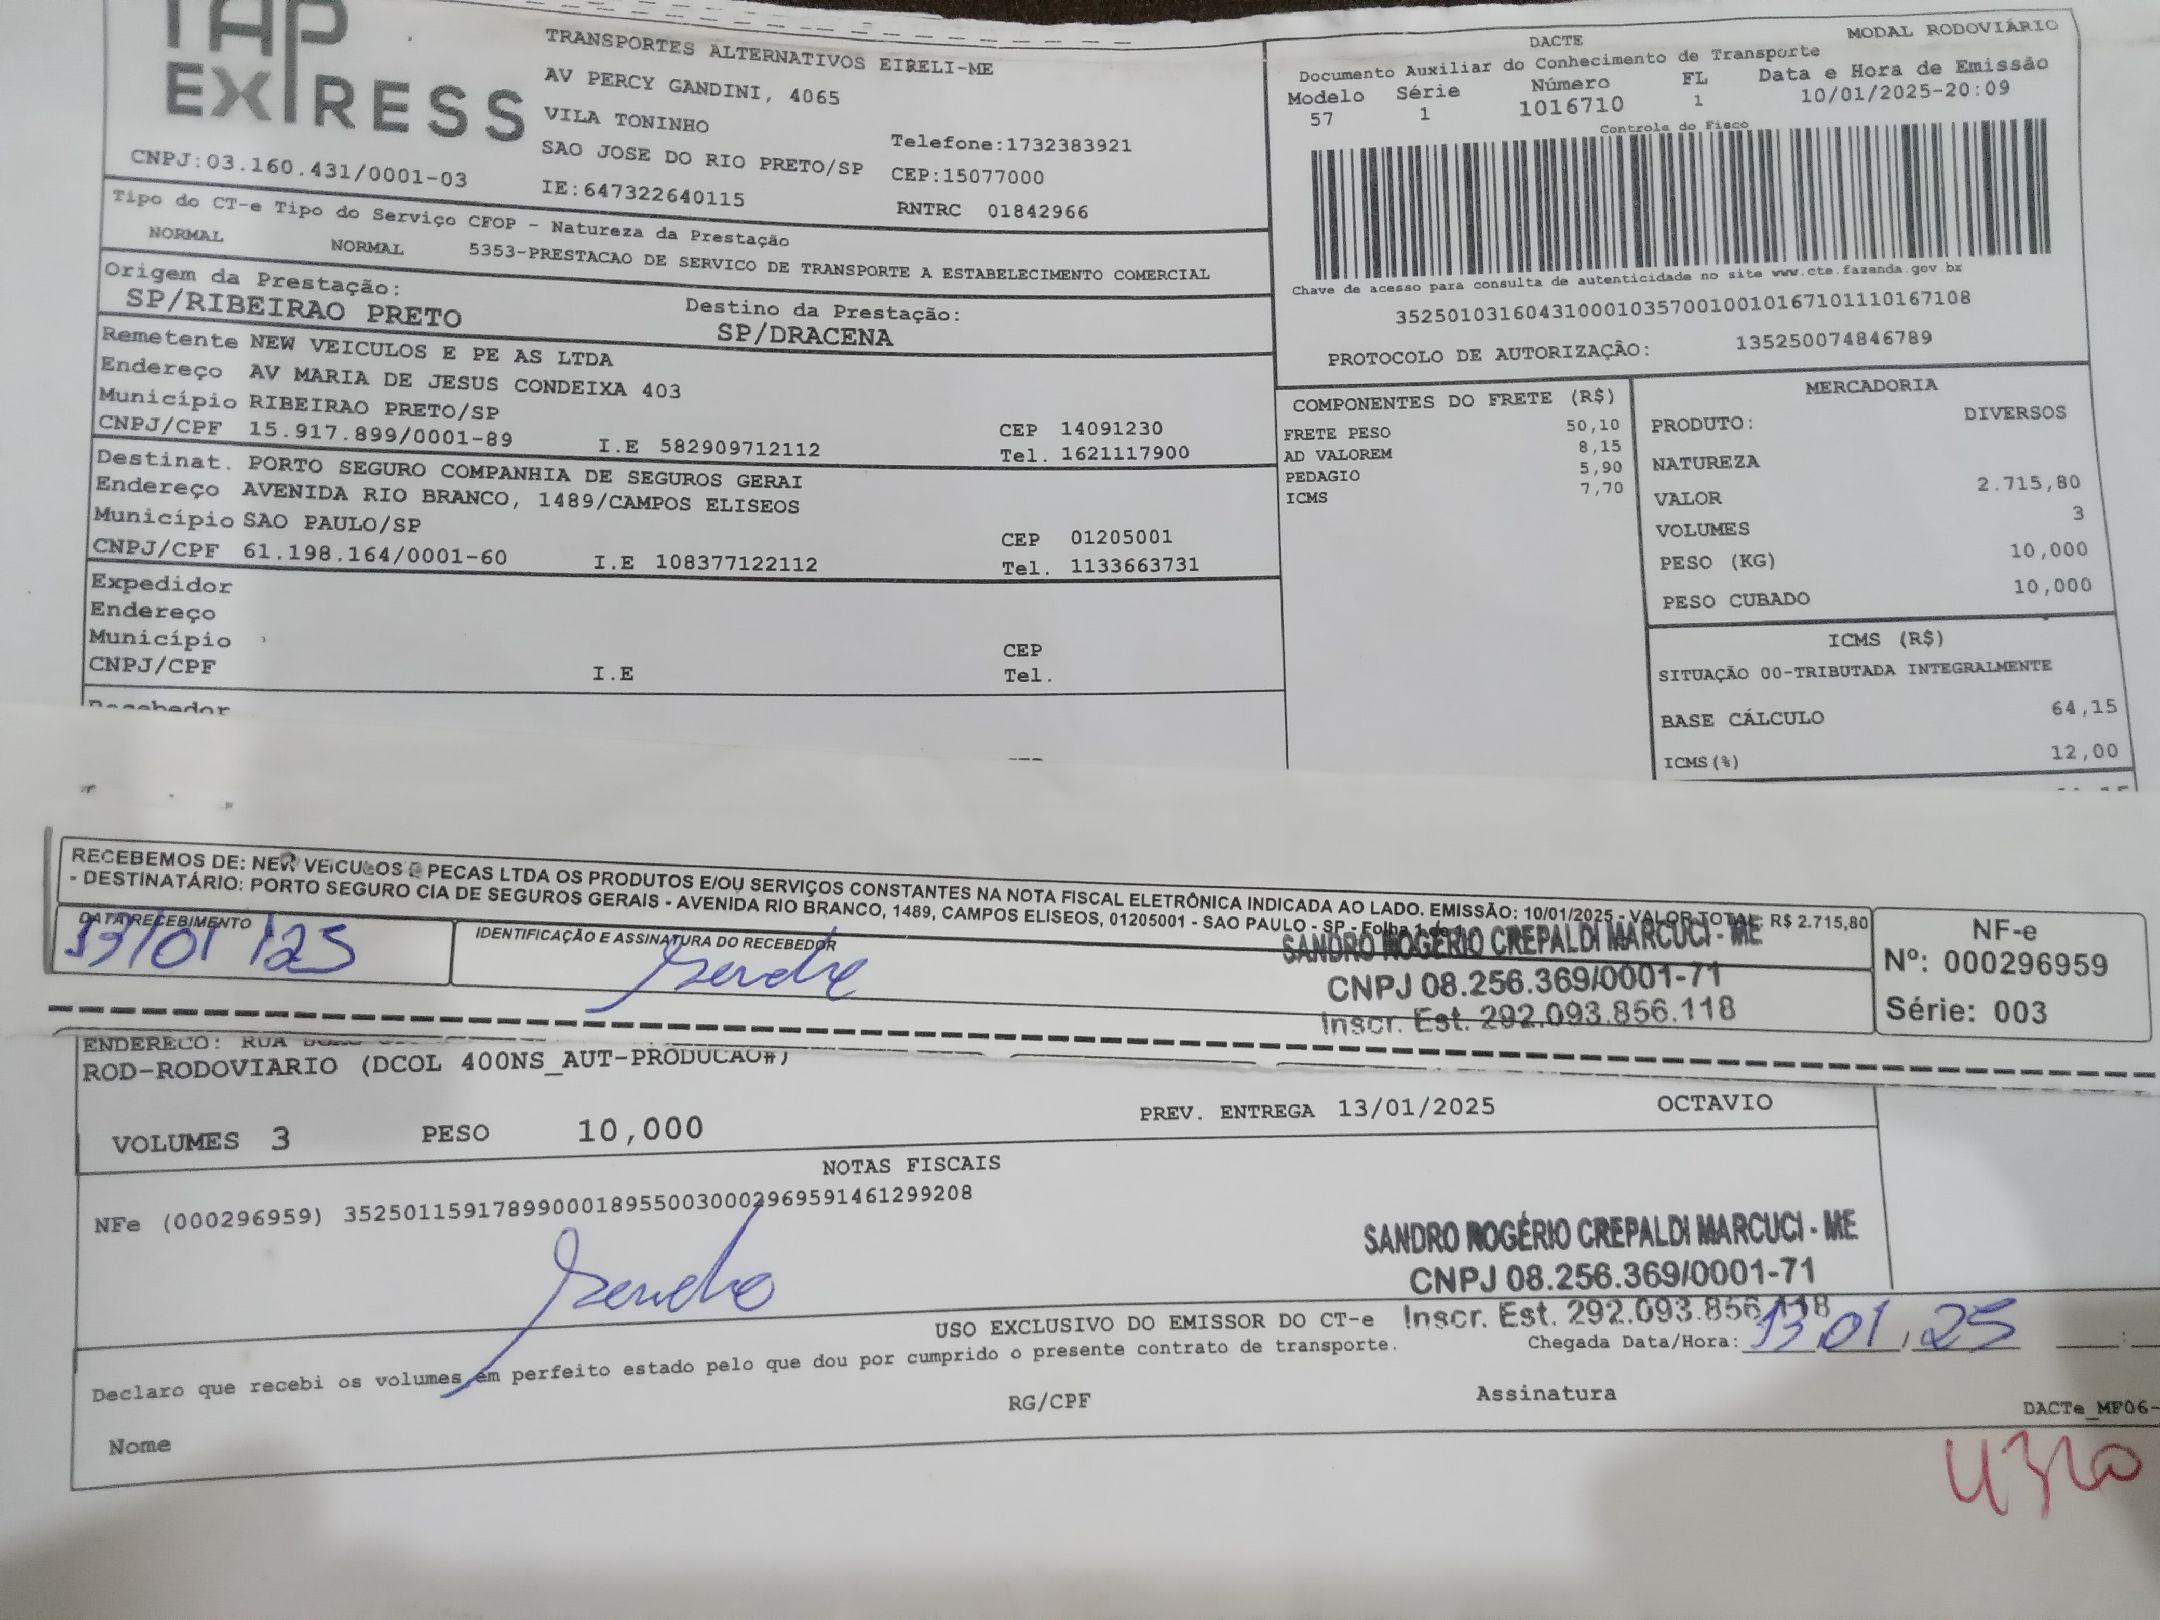 TAP
EXPRESS
TRANSPORTES ALTERNATIVOS EIRELI-ME
AV PERCY GANDINI, 4065
VILA TONINHO
SAO JOSE DO RIO PRETO/SP
Telefone:1732383921
CEP:15077000
CNPJ:03.160.431/0001-03
IE:647322640115
RNTRC 01842966
Tipo do CT-e Tipo do Serviço CFOP - Natureza da Prestação
NORMAL NORMAL 5353-PRESTACAO DE SERVICO DE TRANSPORTE A ESTABELECIMENTO COMERCIAL
Origem da Prestação:
SP/RIBEIRAO PRETO
Destino da Prestação:
SP/DRACENA
Remetente NEW VEICULOS E PE AS LTDA
Endereço AV MARIA DE JESUS CONDEIXA 403
Município RIBEIRAO PRETO/SP
CEP 14091230
CNPJ/CPF 15.917.899/0001-89 I.E 582909712112 Tel. 1621117900
Destinat. PORTO SEGURO COMPANHIA DE SEGUROS GERAI
Endereço AVENIDA RIO BRANCO, 1489/CAMPOS ELISEOS
Município SAO PAULO/SP
CEP 01205001
CNPJ/CPF 61.198.164/0001-60 I.E 108377122112 Tel. 1133663731
Expedidor
Endereço
Município
CEP
CNPJ/CPF I.E Tel.
Recebedor
DACTE MODAL RODOVIÁRIO
Documento Auxiliar do Conhecimento de Transporte
Modelo Série Número FL Data e Hora de Emissão
57 1 1016710 1 10/01/2025-20:09
Controle do Fisco
Chave de acesso para consulta de autenticidade no site www.cte.fazenda.gov.br
35250103160431000103570010010167101110167108
PROTOCOLO DE AUTORIZAÇÃO: 135250074846789
COMPONENTES DO FRETE (R$)
FRETE PESO 50,10
AD VALOREM 8,15
PEDAGIO 5,90
ICMS 7,70
MERCADORIA
PRODUTO: DIVERSOS
NATUREZA
VALOR 2.715,80
VOLUMES 3
PESO (KG) 10,000
PESO CUBADO 10,000
ICMS (R$)
SITUAÇÃO 00-TRIBUTADA INTEGRALMENTE
BASE CÁLCULO 64,15
ICMS(%) 12,00
RECEBEMOS DE: NEW VEICULOS E PECAS LTDA OS PRODUTOS E/OU SERVIÇOS CONSTANTES NA NOTA FISCAL ELETRÔNICA INDICADA AO LADO. EMISSÃO: 10/01/2025 - VALOR TOTAL: R$ 2.715,80
- DESTINATÁRIO: PORTO SEGURO CIA DE SEGUROS GERAIS - AVENIDA RIO BRANCO, 1489, CAMPOS ELISEOS, 01205001 - SAO PAULO - SP - Folha 1 de 1
DATA RECEBIMENTO
13/01/25
IDENTIFICAÇÃO E ASSINATURA DO RECEBEDOR
SANDRO ROGÉRIO CREPALDI MARCUCI - ME
CNPJ 08.256.369/0001-71
Inscr. Est. 292.093.856.118
NF-e
Nº: 000296959
Série: 003
ENDERECO: RUA
ROD-RODOVIARIO (DCOL 400NS_AUT-PRODUCAO#)
VOLUMES 3 PESO 10,000 PREV. ENTREGA 13/01/2025 OCTAVIO
NOTAS FISCAIS
NFe (000296959) 35250115917899000189550030002969591461299208
SANDRO ROGÉRIO CREPALDI MARCUCI - ME
CNPJ 08.256.369/0001-71
Inscr. Est. 292.093.856.118
USO EXCLUSIVO DO EMISSOR DO CT-e
Declaro que recebi os volumes em perfeito estado pelo que dou por cumprido o presente contrato de transporte.
Chegada Data/Hora: 13/01/25
Nome RG/CPF Assinatura
DACTe_MF06-
4320